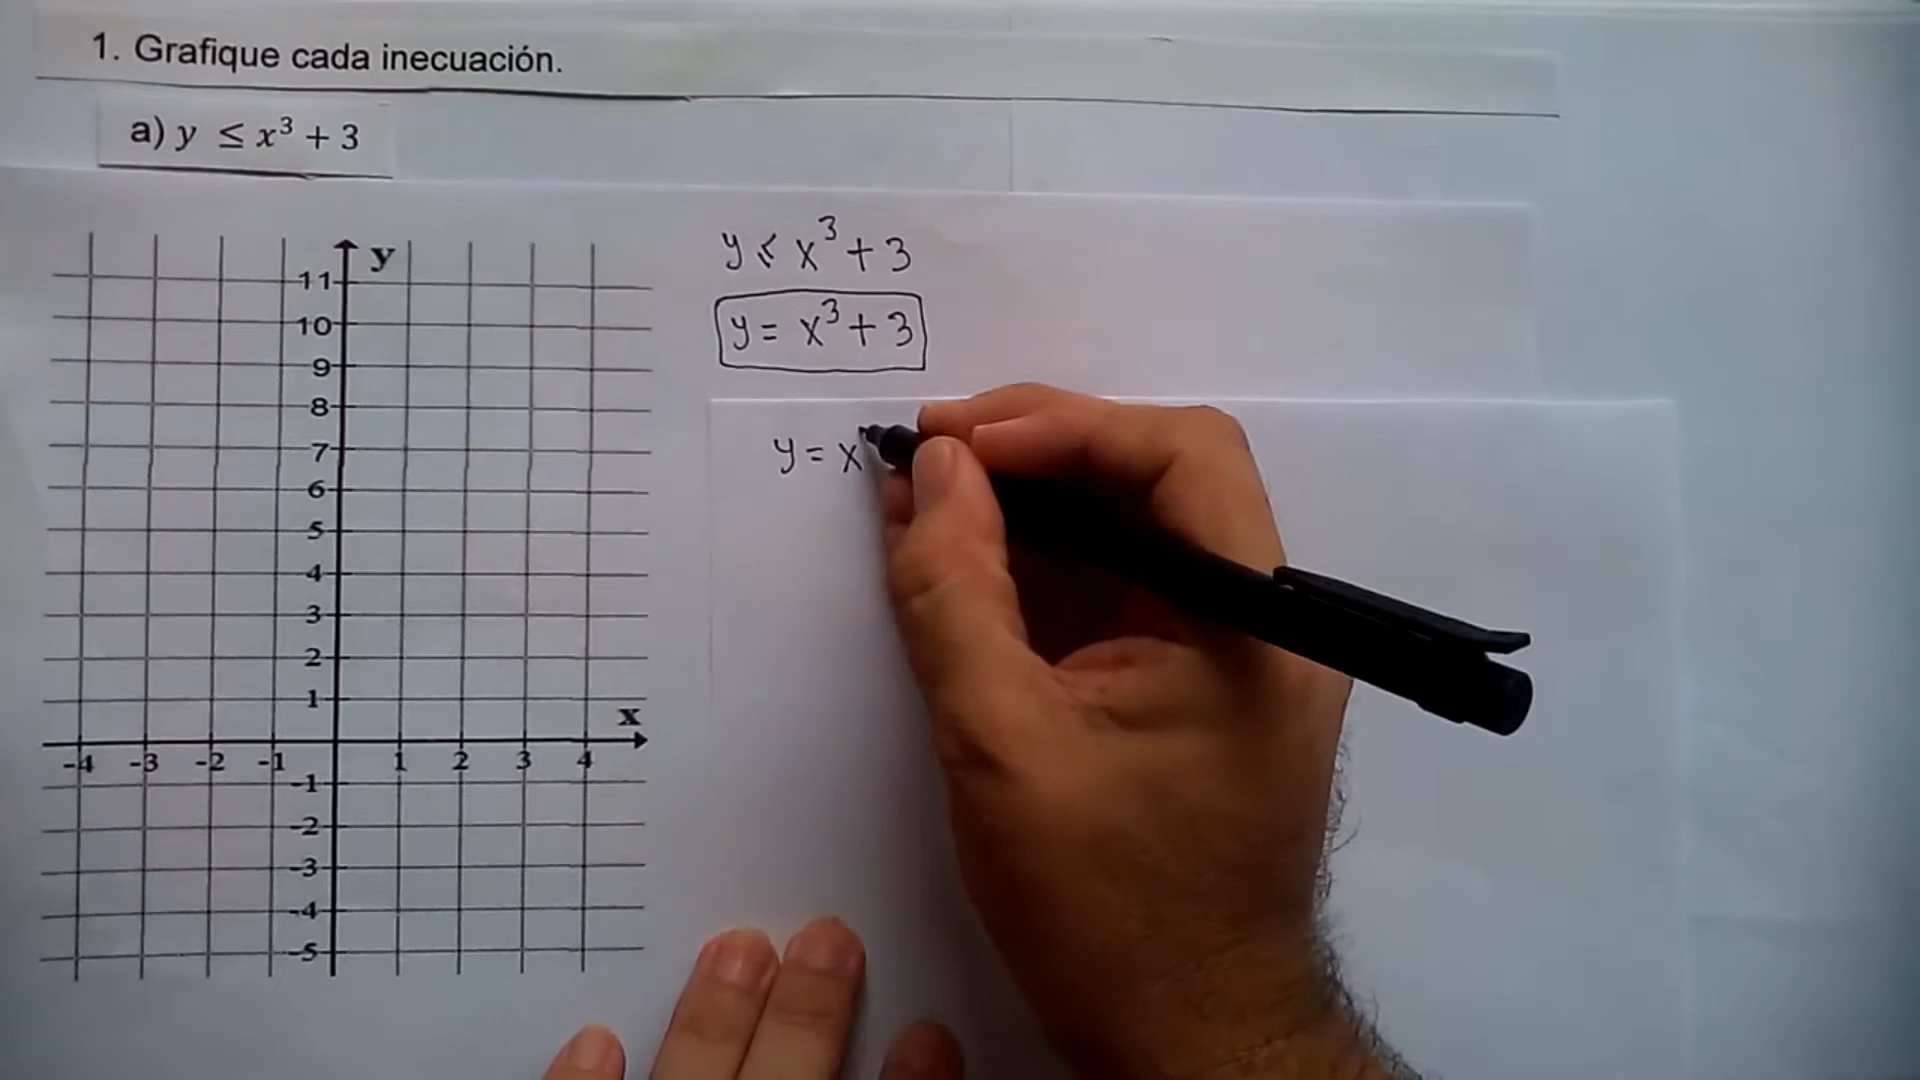 1. Grafique cada inecuación.
a) y ≤ x³ + 3
y ≤ x³ + 3
y = x³ + 3
y = x
y
11
10
9
8
7
6
5
4
3
2
1
x
-4 -3 -2 -1 1 2 3 4
-1
-2
-3
-4
-5